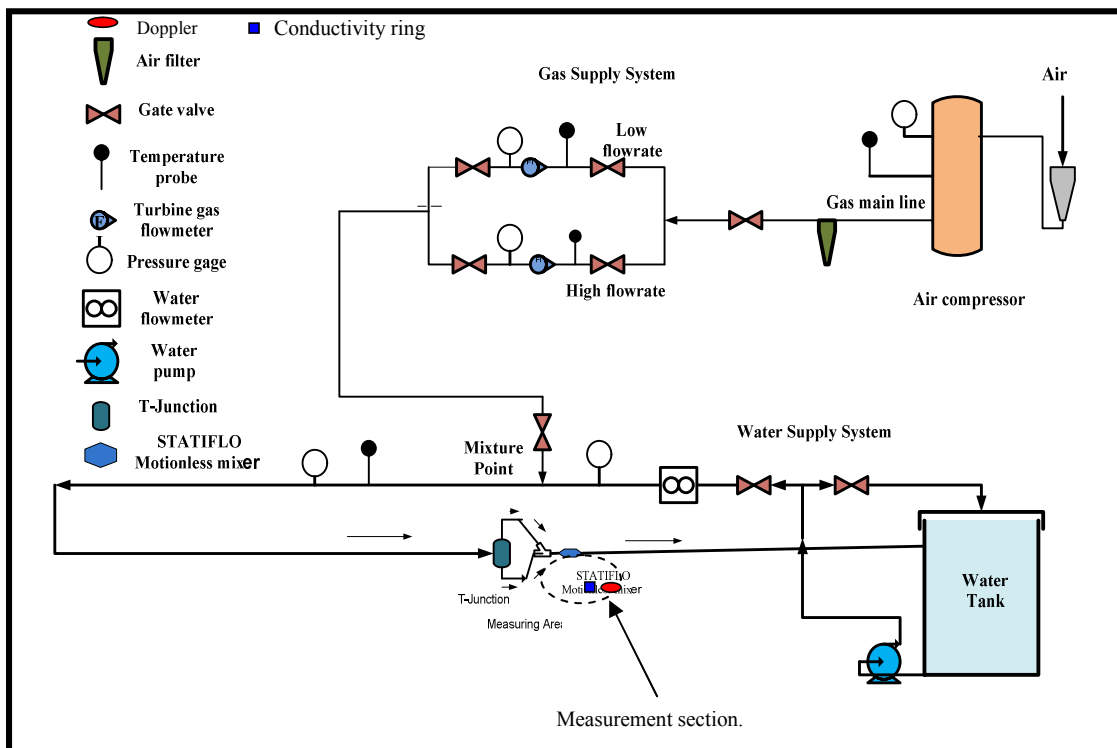 Doppler
Conductivity ring
Air filter
Gate valve
Temperature
probe
Turbine gas
flowmeter
F
Pressure gage
Water
flowmeter
Water
pump
T-Junction
STATIFLO
Motionless mixer
Gas Supply System
Air
Low
flowrate
Gas main line
High flowrate
Air compressor
Mixture
Point
Water Supply System
Water
Tank
T-Junction
STATIFLO
Measuring Area
Measurement section.